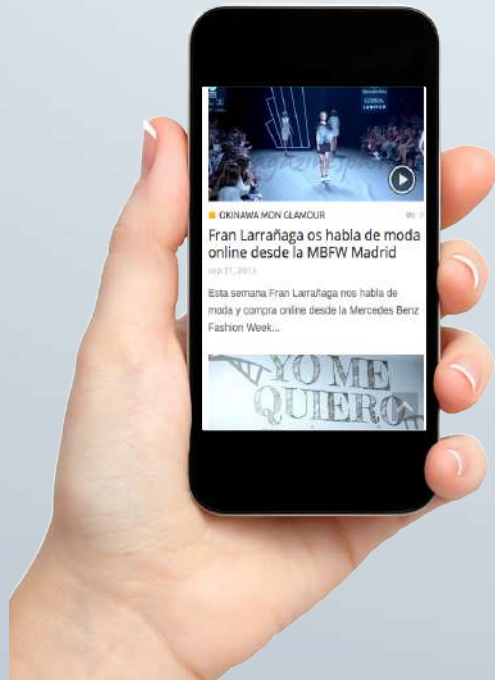 OKINAWA MON GLAMOUR
Fran Larrañaga os habla de moda
online desde la MBFW Madrid
Esta semana Fran Larrañaga nos habla de
moda y compra online desde la Mercedes Benz
Fashion Week...
YO ME
QUIERO